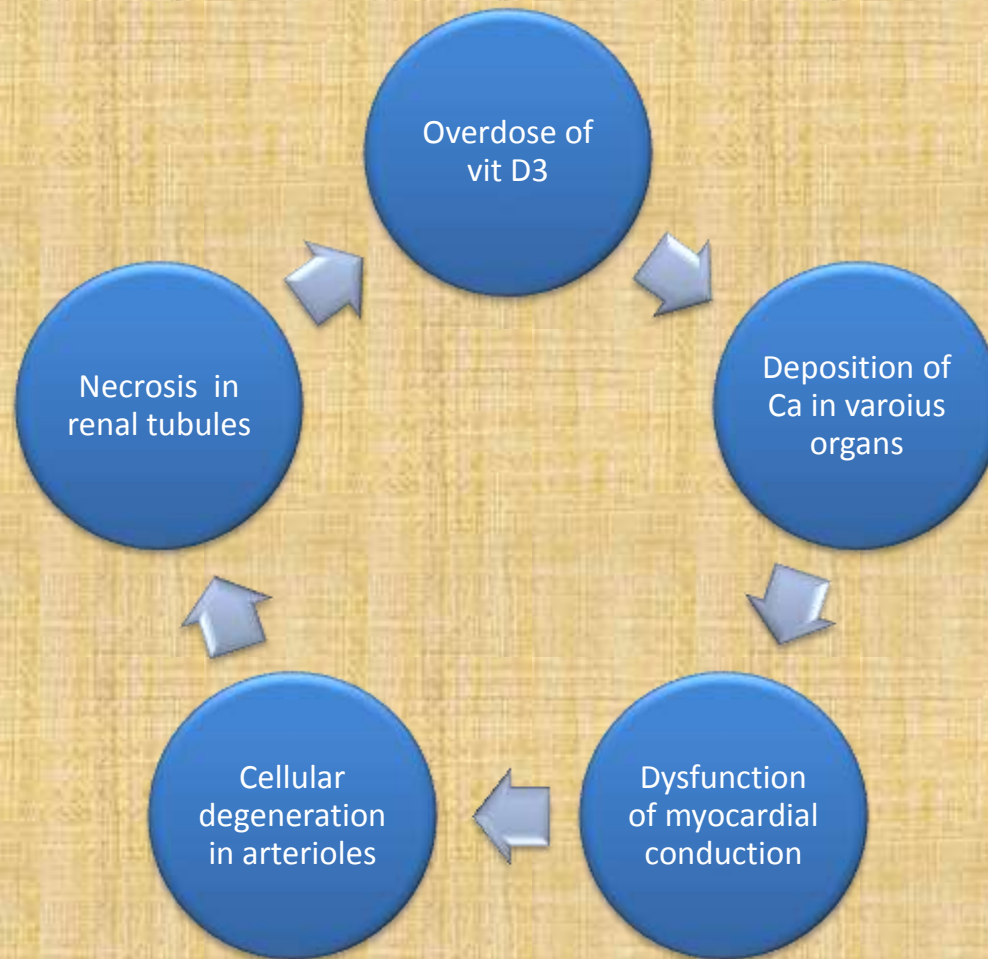 Overdose of
vit D3
Deposition of
Ca in varoius
organs
Dysfunction
of myocardial
conduction
Cellular
degeneration
in arterioles
Necrosis  in
renal tubules